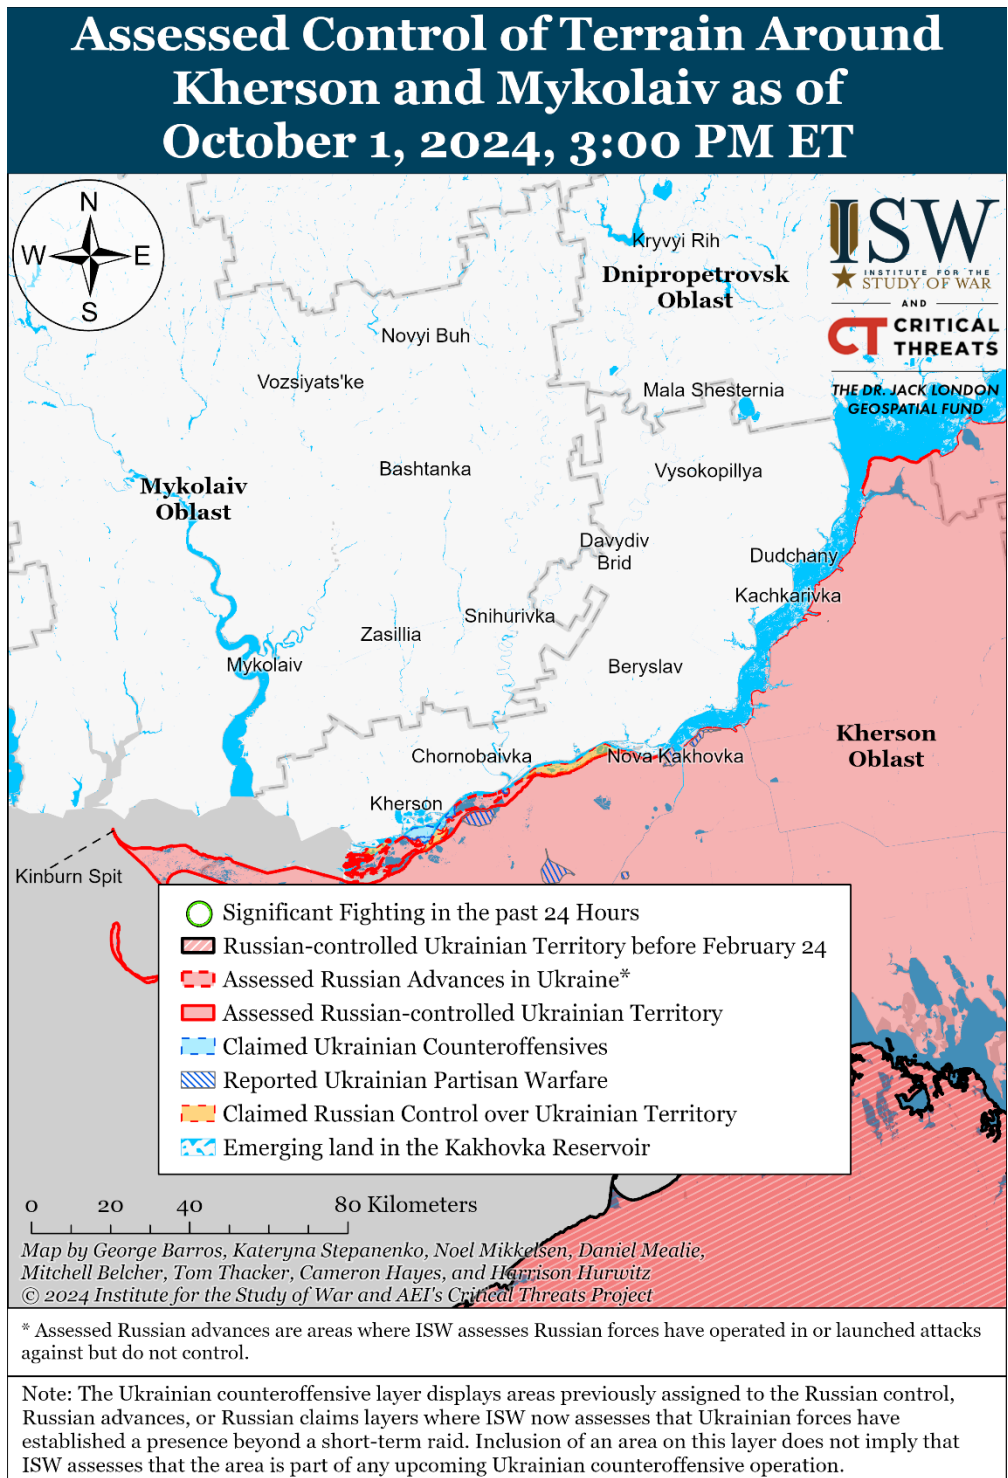 Assessed Control of Terrain Around
Kherson and Mykolaiv as of
October 1, 2024, 3:00 PM ET
N
W
E
S
Kryvyi Rih
Dnipropetrovsk
Oblast
ISW
INSTITUTE FOR THE
STUDY OF WAR
AND
CT CRITICAL
THREATS
THE DR. JACK LONDON
GEOSPATIAL FUND
Novyi Buh
Vozsiyats'ke
Mala Shesternia
Bashtanka
Vysokopillya
Mykolaiv
Oblast
Davydiv
Brid
Dudchany
Kachkarivka
Snihurivka
Zasillia
Mykolaiv
Beryslav
Kherson
Oblast
Chornobaivka
Nova Kakhovka
Kherson
Kinburn Spit
Significant Fighting in the past 24 Hours
Russian-controlled Ukrainian Territory before February 24
Assessed Russian Advances in Ukraine*
Assessed Russian-controlled Ukrainian Territory
Claimed Ukrainian Counteroffensives
Reported Ukrainian Partisan Warfare
Claimed Russian Control over Ukrainian Territory
Emerging land in the Kakhovka Reservoir
0 20 40 80 Kilometers
Map by George Barros, Kateryna Stepanenko, Noel Mikkelsen, Daniel Mealie,
Mitchell Belcher, Tom Thacker, Cameron Hayes, and Harrison Hurwitz
© 2024 Institute for the Study of War and AEI's Critical Threats Project
* Assessed Russian advances are areas where ISW assesses Russian forces have operated in or launched attacks
against but do not control.
Note: The Ukrainian counteroffensive layer displays areas previously assigned to the Russian control,
Russian advances, or Russian claims layers where ISW now assesses that Ukrainian forces have
established a presence beyond a short-term raid. Inclusion of an area on this layer does not imply that
ISW assesses that the area is part of any upcoming Ukrainian counteroffensive operation.